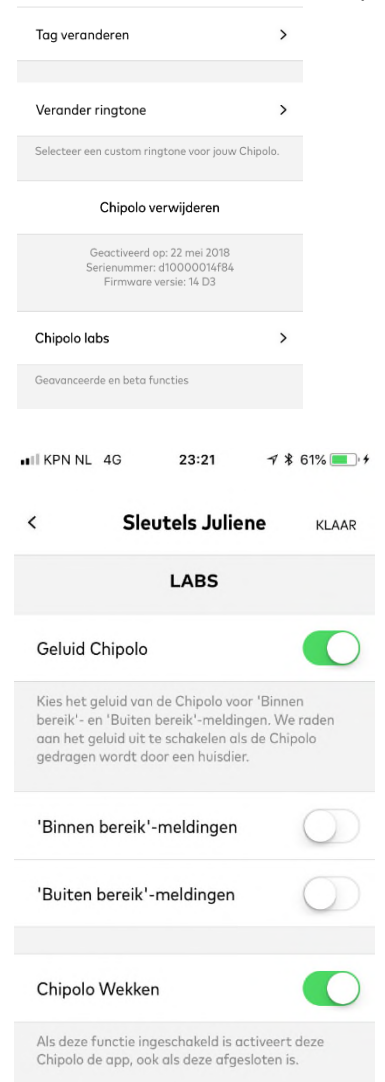 Tag veranderen
Verander ringtone
Selecteer een custom ringtone voor jouw Chipolo.
Chipolo verwijderen
Geactiveerd op: 22 mei 2018
Serienummer: d10000014f84
Firmware versie: 14 D3
Chipolo labs
Geavanceerde en beta functies
KPN NL 4G 23:21 61%
Sleutels Juliene KLAAR
LABS
Geluid Chipolo
Kies het geluid van de Chipolo voor 'Binnen
bereik'- en 'Buiten bereik'-meldingen. We raden
aan het geluid uit te schakelen als de Chipolo
gedragen wordt door een huisdier.
'Binnen bereik'-meldingen
'Buiten bereik'-meldingen
Chipolo Wekken
Als deze functie ingeschakeld is activeert deze
Chipolo de app, ook als deze afgesloten is.